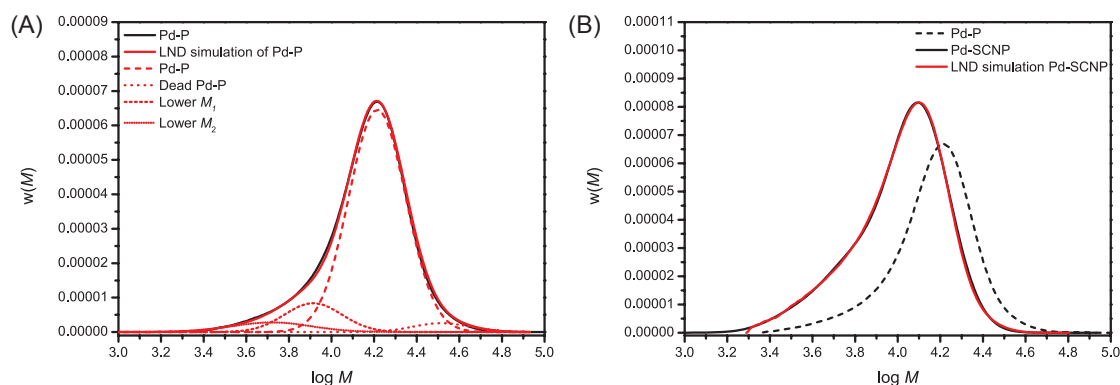 (A)
0.00009
0.00008
0.00007
0.00006
0.00005
0.00004
0.00003
0.00002
0.00001
0.00000
w(M)
Pd-P
LND simulation of Pd-P
Pd-P
Dead Pd-P
Lower M1
Lower M2
3.0 3.2 3.4 3.6 3.8 4.0 4.2 4.4 4.6 4.8 5.0
log M
(B)
0.00011
0.00010
0.00009
0.00008
0.00007
0.00006
0.00005
0.00004
0.00003
0.00002
0.00001
0.00000
w(M)
Pd-P
Pd-SCNP
LND simulation Pd-SCNP
3.0 3.2 3.4 3.6 3.8 4.0 4.2 4.4 4.6 4.8 5.0
log M